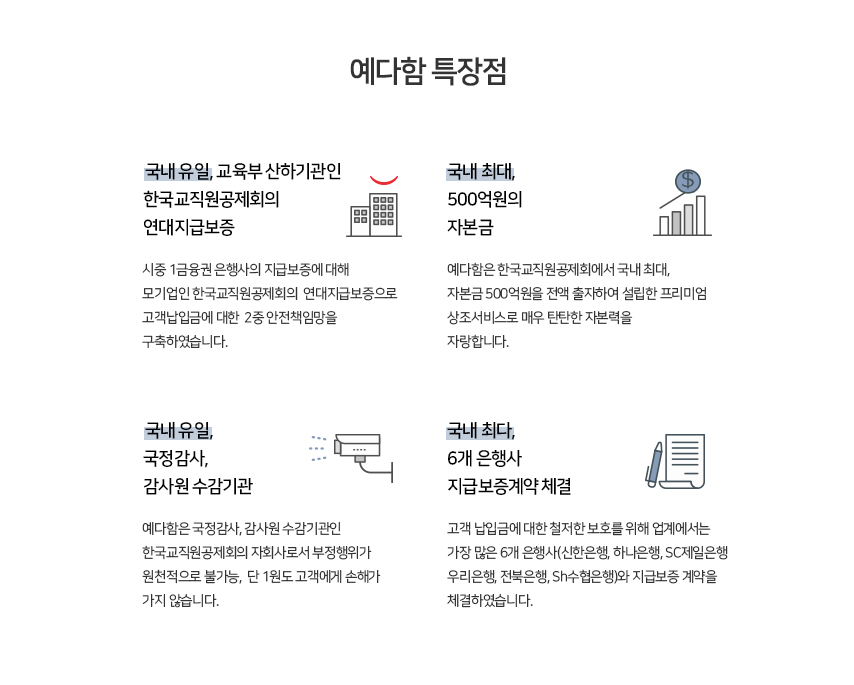 예다함 특장점
국내 유일, 교육부 산하기관인
한국교직원공제회의
연대지급보증
시중 1금융권 은행사의 지급보증에 대해
모기업인 한국교직원공제회의 연대지급보증으로
고객납입금에 대한 2중 안전책임망을
구축하였습니다.
국내 최대,
500억원의
자본금
예다함은 한국교직원공제회에서 국내 최대,
자본금 500억원을 전액 출자하여 설립한 프리미엄
상조서비스로 매우 탄탄한 자본력을
자랑합니다.
국내 유일,
국정감사,
감사원 수감기관
예다함은 국정감사, 감사원 수감기관인
한국교직원공제회의 자회사로서 부정행위가
원천적으로 불가능, 단 1원도 고객에게 손해가
가지 않습니다.
국내 최다,
6개 은행사
지급보증계약 체결
고객 납입금에 대한 철저한 보호를 위해 업계에서는
가장 많은 6개 은행사(신한은행, 하나은행, SC제일은행
우리은행, 전북은행, Sh수협은행)와 지급보증 계약을
체결하였습니다.